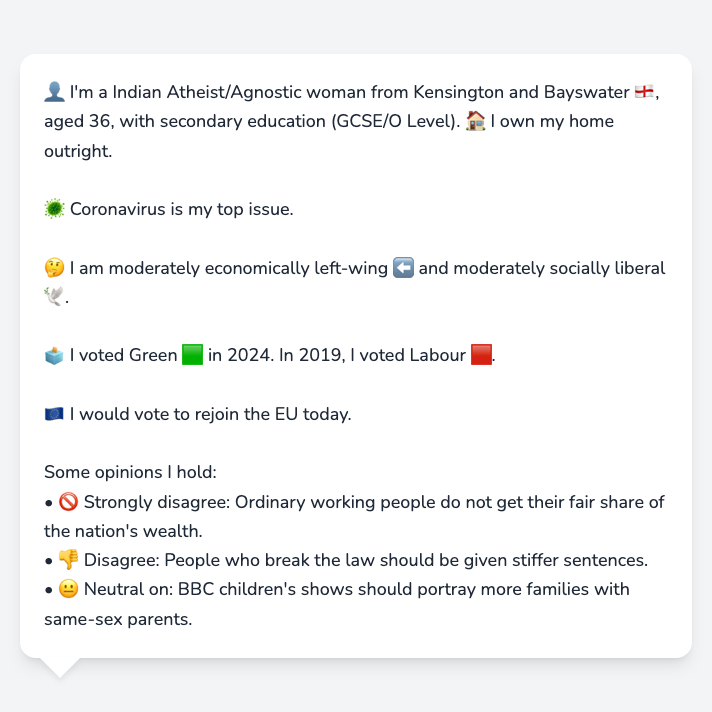 👤 I'm a Indian Atheist/Agnostic woman from Kensington and Bayswater 🏴󠁧󠁢󠁥󠁮󠁧󠁿,
aged 36, with secondary education (GCSE/O Level). 🏠 I own my home
outright.
🦠 Coronavirus is my top issue.
🤔 I am moderately economically left-wing ⬅️ and moderately socially liberal
🕊️.
🗳️ I voted Green 🟩 in 2024. In 2019, I voted Labour 🟥.
🇪🇺 I would vote to rejoin the EU today.
Some opinions I hold:
• 🚫 Strongly disagree: Ordinary working people do not get their fair share of
the nation's wealth.
• 👎 Disagree: People who break the law should be given stiffer sentences.
• 😐 Neutral on: BBC children's shows should portray more families with
same-sex parents.